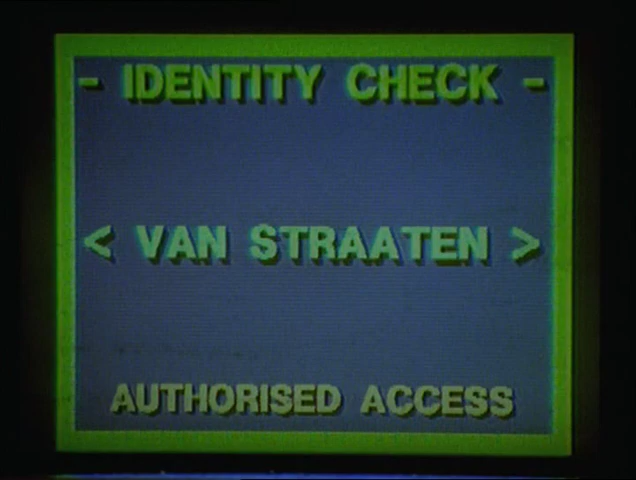 - IDENTITY CHECK -
< VAN STRAATEN >
AUTHORISED ACCESS